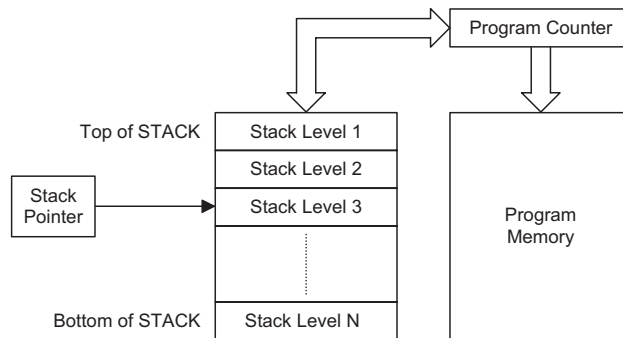 Program Counter
Top of STACK
Stack Level 1
Stack Level 2
Stack
Pointer
Stack Level 3
Program
Memory
Bottom of STACK
Stack Level N